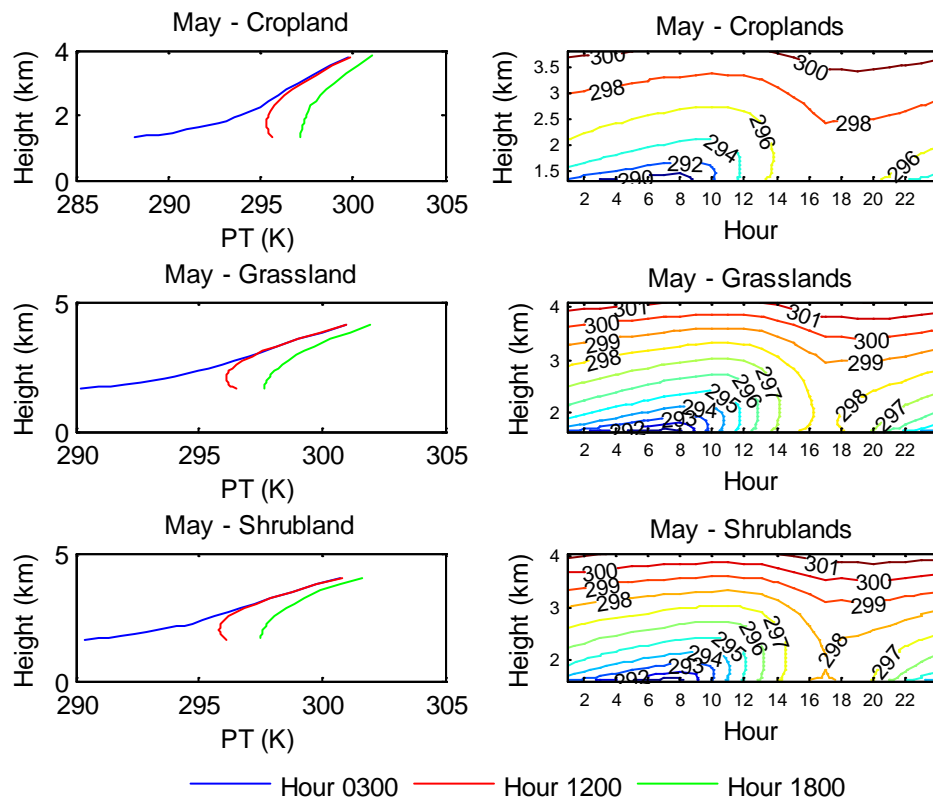 May - Cropland
May - Croplands
Height (km)
4
2
0
285 290 295 300 305
PT (K)
Height (km)
3.5
3
2.5
2
1.5
300
300
298
298
296
296
294
292
290
2 4 6 8 10 12 14 16 18 20 22
Hour
May - Grassland
May - Grasslands
Height (km)
5
0
290 295 300 305
PT (K)
Height (km)
4
3
2
301
301
300
300
299
299
298
298
297
297
296
295
294
293
292
2 4 6 8 10 12 14 16 18 20 22
Hour
May - Shrubland
May - Shrublands
Height (km)
5
0
290 295 300 305
PT (K)
Height (km)
4
3
2
301
300
300
299
299
298
298
297
297
296
295
294
293
292
2 4 6 8 10 12 14 16 18 20 22
Hour
Hour 0300 Hour 1200 Hour 1800